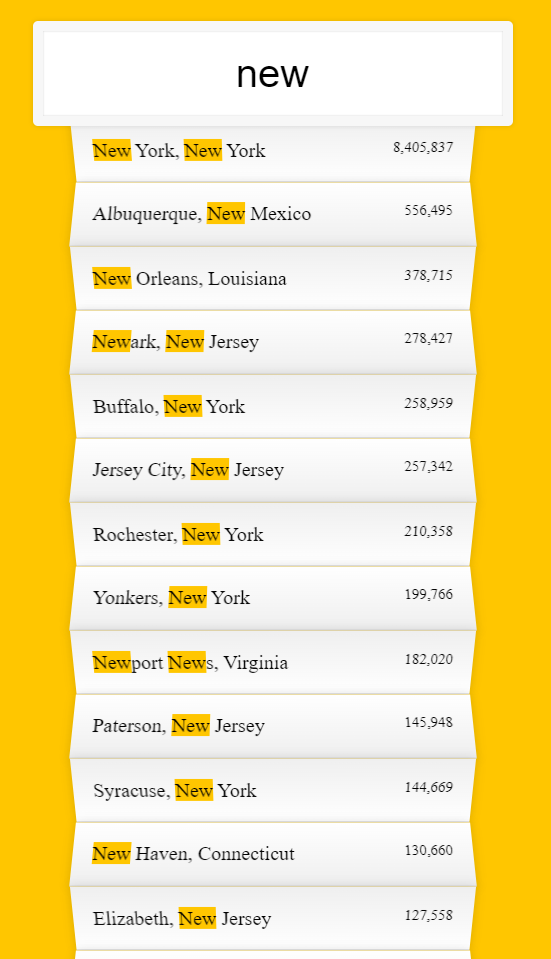 new
New York, New York 8,405,837
Albuquerque, New Mexico 556,495
New Orleans, Louisiana 378,715
Newark, New Jersey 278,427
Buffalo, New York 258,959
Jersey City, New Jersey 257,342
Rochester, New York 210,358
Yonkers, New York 199,766
Newport News, Virginia 182,020
Paterson, New Jersey 145,948
Syracuse, New York 144,669
New Haven, Connecticut 130,660
Elizabeth, New Jersey 127,558